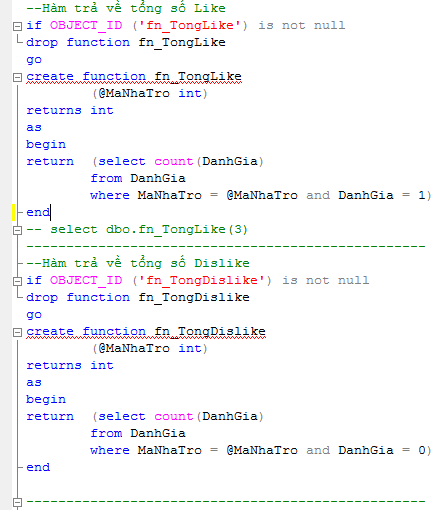 --Hàm trả về tổng số Like
if OBJECT_ID ('fn_TongLike') is not null
drop function fn_TongLike
go
create function fn_TongLike
(@MaNhaTro int)
returns int
as
begin
return  (select count(DanhGia)
from DanhGia
where MaNhaTro = @MaNhaTro and DanhGia = 1)
end
-- select dbo.fn_TongLike(3)
--------------------------------------------------
--Hàm trả về tổng số Dislike
if OBJECT_ID ('fn_TongDislike') is not null
drop function fn_TongDislike
go
create function fn_TongDislike
(@MaNhaTro int)
returns int
as
begin
return  (select count(DanhGia)
from DanhGia
where MaNhaTro = @MaNhaTro and DanhGia = 0)
end
--------------------------------------------------